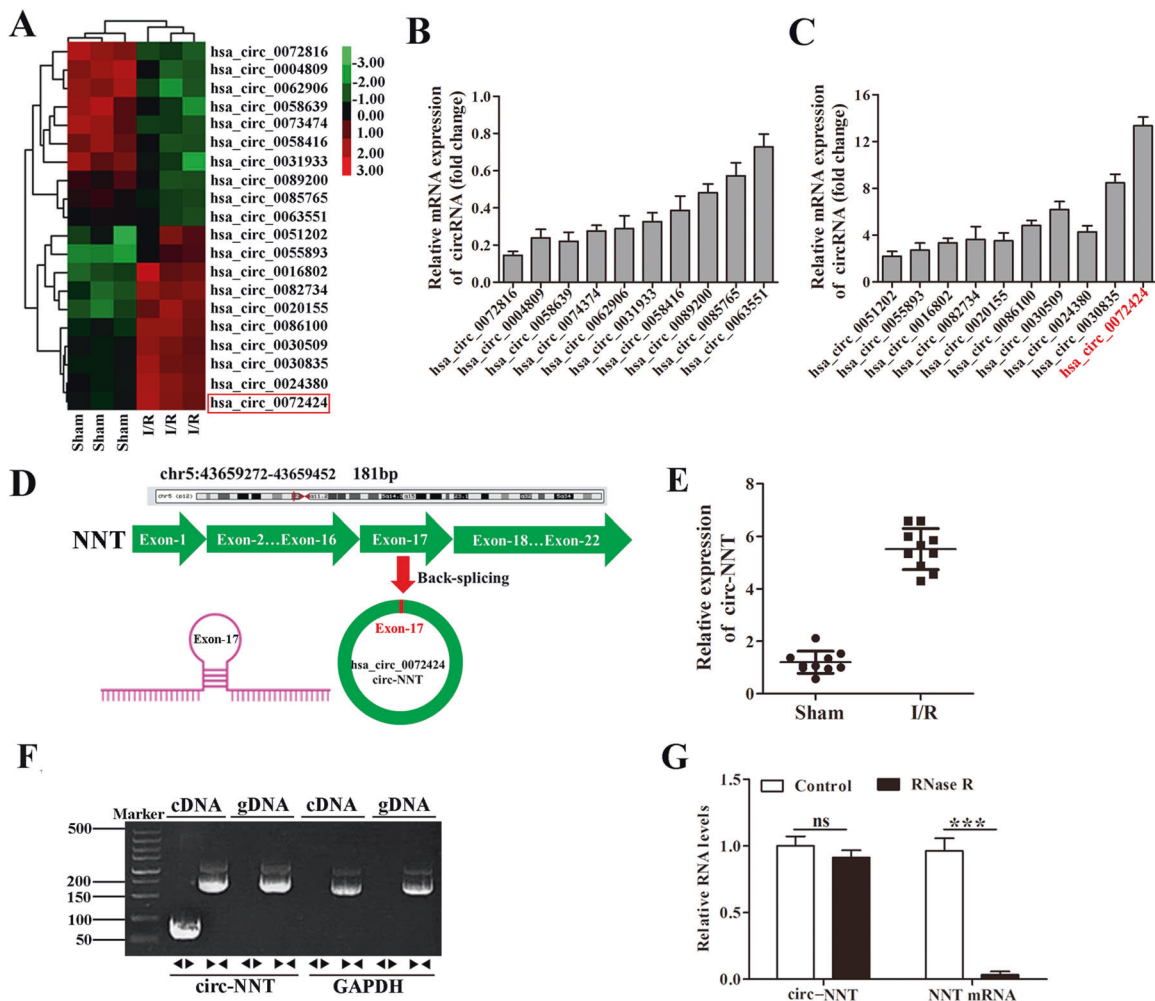 A
hsa_circ_0072816
hsa_circ_0004809
hsa_circ_0062906
hsa_circ_0058639
hsa_circ_0073474
hsa_circ_0058416
hsa_circ_0031933
hsa_circ_0089200
hsa_circ_0085765
hsa_circ_0063551
hsa_circ_0051202
hsa_circ_0055893
hsa_circ_0016802
hsa_circ_0082734
hsa_circ_0020155
hsa_circ_0086100
hsa_circ_0030509
hsa_circ_0030835
hsa_circ_0024380
hsa_circ_0072424
-3.00
-2.00
-1.00
0.00
1.00
2.00
3.00
Sham Sham Sham I/R I/R I/R
B
Relative mRNA expression
of circRNA (fold change)
1.0
0.8
0.6
0.4
0.2
0.0
hsa_circ_0072816
hsa_circ_0004809
hsa_circ_0058639
hsa_circ_0074374
hsa_circ_0062906
hsa_circ_0031933
hsa_circ_0058416
hsa_circ_0089200
hsa_circ_0085765
hsa_circ_0063551
C
Relative mRNA expression
of circRNA (fold change)
16
12
8
4
0
hsa_circ_0051202
hsa_circ_0055893
hsa_circ_0016802
hsa_circ_0082734
hsa_circ_0020155
hsa_circ_0086100
hsa_circ_0030509
hsa_circ_0024380
hsa_circ_0030835
hsa_circ_0072424
D
chr5:43659272-43659452 181bp
chr5 (p12)
NNT Exon-1 Exon-2...Exon-16 Exon-17 Exon-18...Exon-22
Back-splicing
Exon-17
Exon-17
hsa_circ_0072424
circ-NNT
E
Relative expression
of circ-NNT
8
6
4
2
0
Sham I/R
F
Marker cDNA gDNA cDNA gDNA
500
200
150
100
50
circ-NNT GAPDH
G
Relative RNA levels
1.5
1.0
0.5
0.0
Control RNase R
ns ***
circ–NNT NNT mRNA